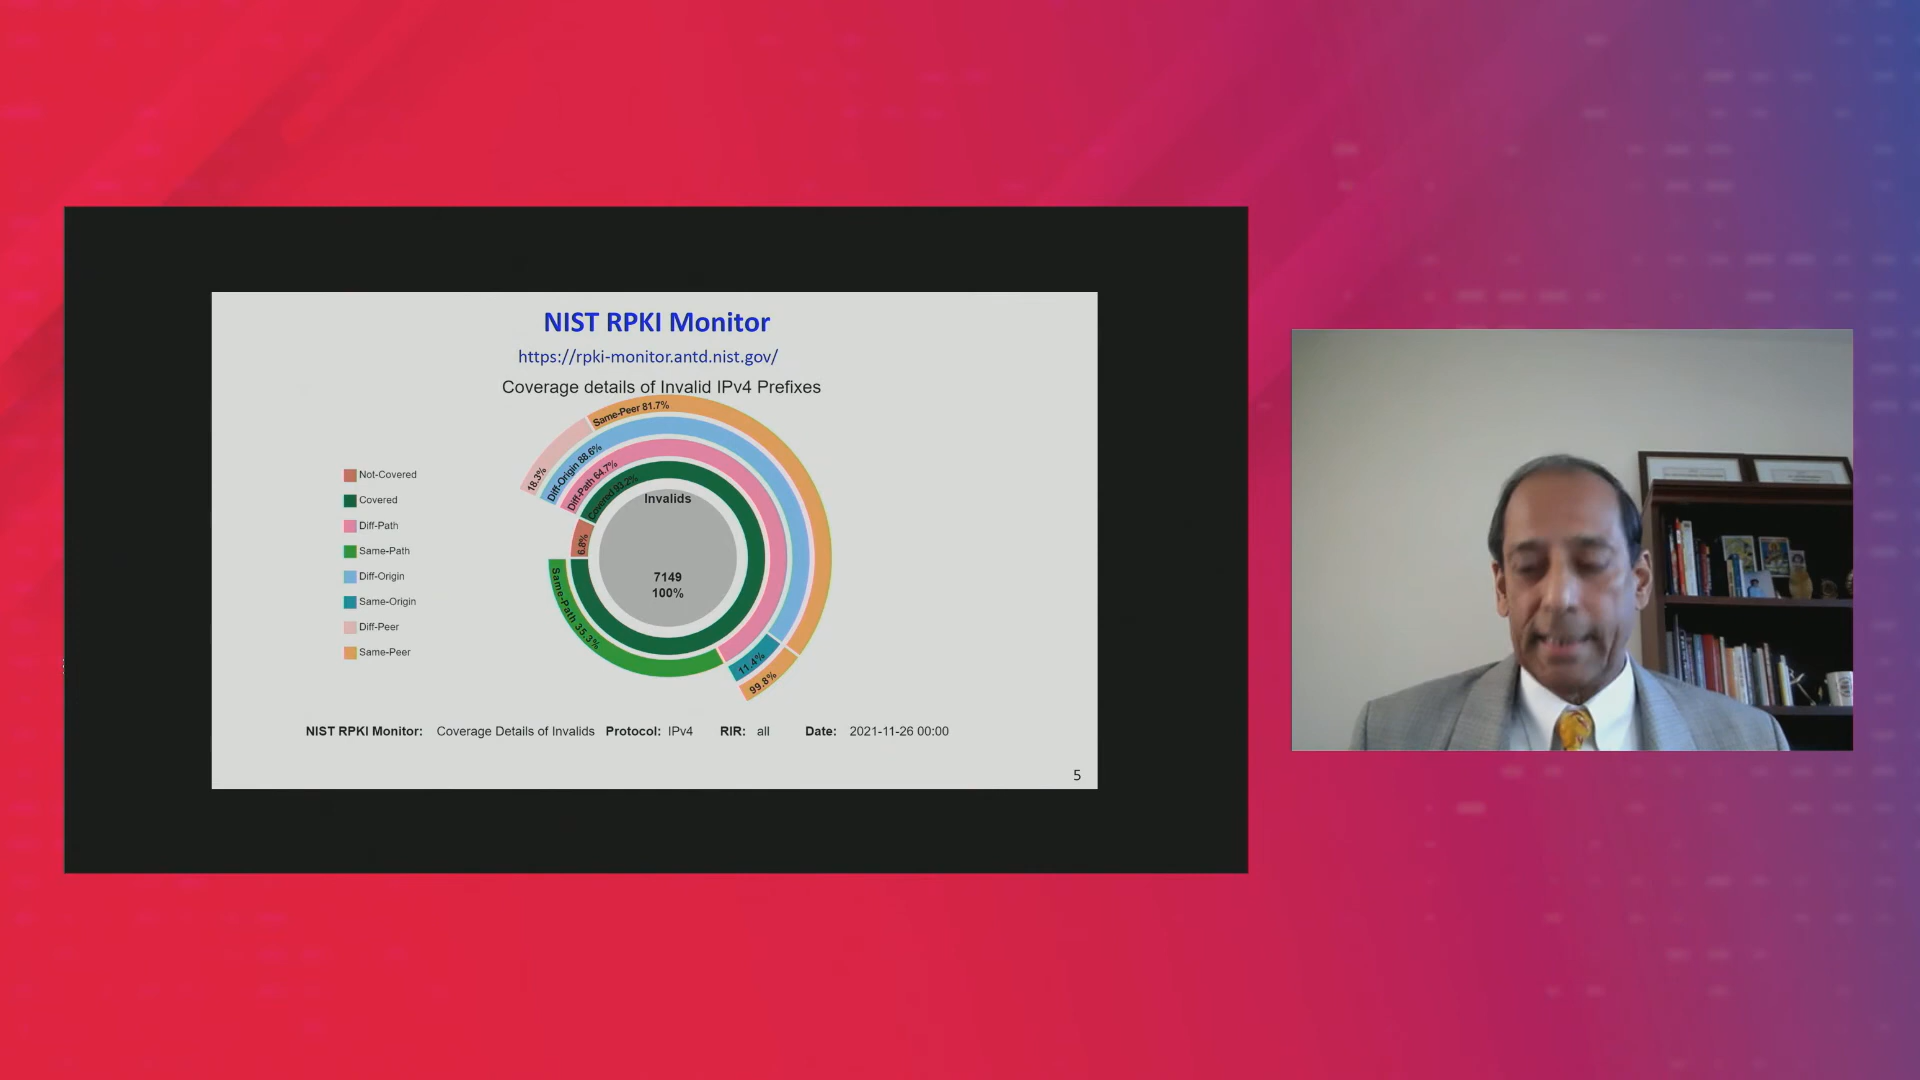 NIST RPKI Monitor
https://rpki-monitor.antd.nist.gov/
Coverage details of Invalid IPv4 Prefixes
Same-Peer 81.7%
18.3%
Diff-Origin 88.6%
Diff-Path 64.7%
Covered 93.2%
Invalids
6.8%
7149
100%
Same-Path 35.3%
11.4%
99.8%
Not-Covered
Covered
Diff-Path
Same-Path
Diff-Origin
Same-Origin
Diff-Peer
Same-Peer
NIST RPKI Monitor: Coverage Details of Invalids Protocol: IPv4 RIR: all Date: 2021-11-26 00:00
5